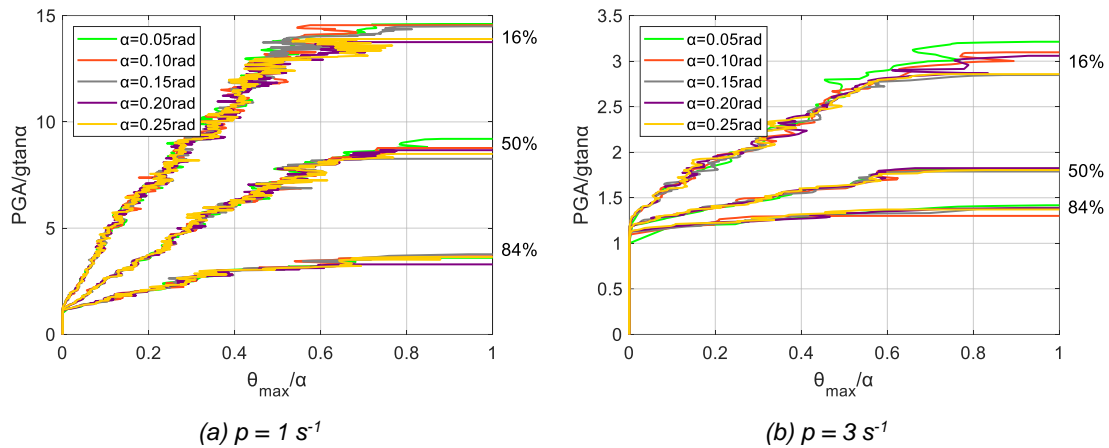 15
10
5
0
0
0.2
0.4
0.6
0.8
1
PGA/gtanα
θmax/α
α=0.05rad
α=0.10rad
α=0.15rad
α=0.20rad
α=0.25rad
16%
50%
84%
(a) p = 1 s-1
3.5
3
2.5
2
1.5
1
0.5
0
0
0.2
0.4
0.6
0.8
1
PGA/gtanα
θmax/α
α=0.05rad
α=0.10rad
α=0.15rad
α=0.20rad
α=0.25rad
16%
50%
84%
(b) p = 3 s-1